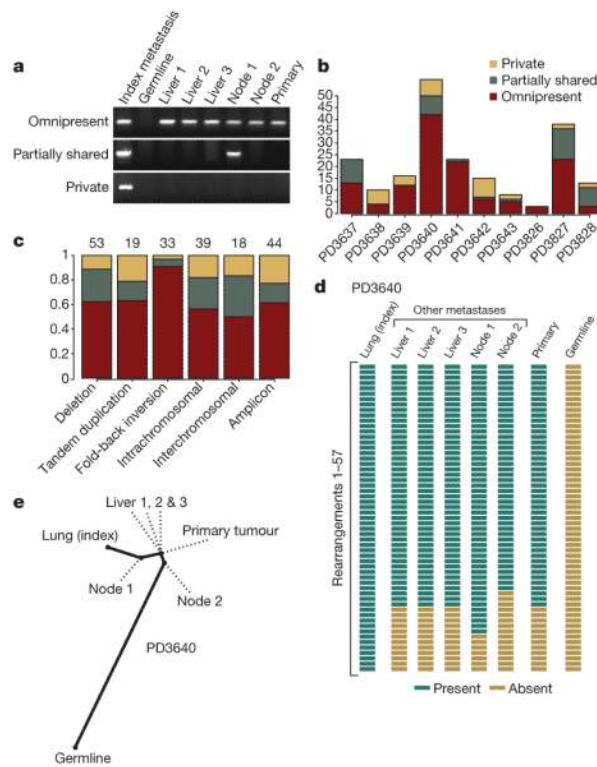 a
Index metastasis
Germline
Liver 1
Liver 2
Liver 3
Node 1
Node 2
Primary
Omnipresent
Partially shared
Private
b
Private
Partially shared
Omnipresent
50
45
40
35
30
25
20
15
10
5
0
PD3637
PD3638
PD3639
PD3640
PD3641
PD3642
PD3643
PD3826
PD3827
PD3828
c
53 19 33 39 18 44
1
0.8
0.6
0.4
0.2
0
Deletion
Tandem duplication
Fold-back inversion
Intrachromosomal
Interchromosomal
Amplicon
d PD3640
Other metastases
Lung (index)
Liver 1
Liver 2
Liver 3
Node 1
Node 2
Primary
Germline
Rearrangements 1–57
Present Absent
e
Liver 1, 2 & 3
Lung (index)
Primary tumour
Node 1
Node 2
PD3640
Germline